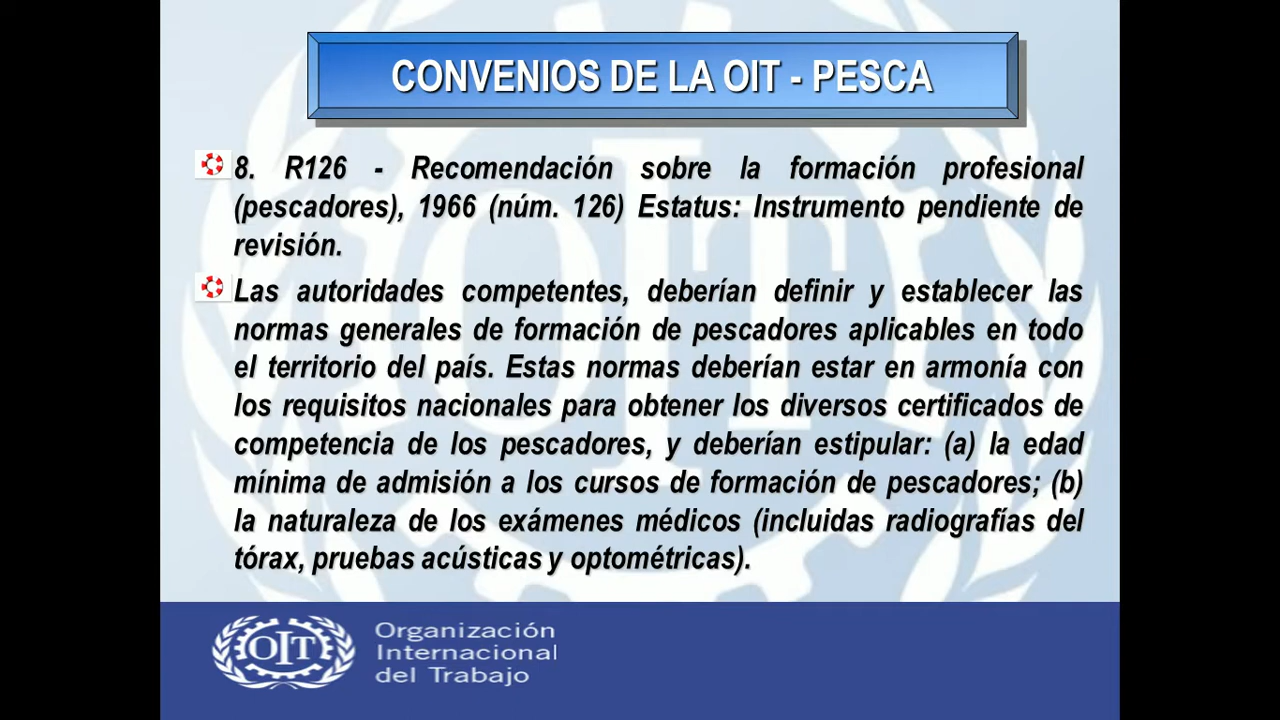 CONVENIOS DE LA OIT - PESCA
8. R126 - Recomendación sobre la formación profesional
(pescadores), 1966 (núm. 126) Estatus: Instrumento pendiente de
revisión.
Las autoridades competentes, deberían definir y establecer las
normas generales de formación de pescadores aplicables en todo
el territorio del país. Estas normas deberían estar en armonía con
los requisitos nacionales para obtener los diversos certificados de
competencia de los pescadores, y deberían estipular: (a) la edad
mínima de admisión a los cursos de formación de pescadores; (b)
la naturaleza de los exámenes médicos (incluidas radiografías del
tórax, pruebas acústicas y optométricas).
OIT
Organización
Internacional
del Trabajo